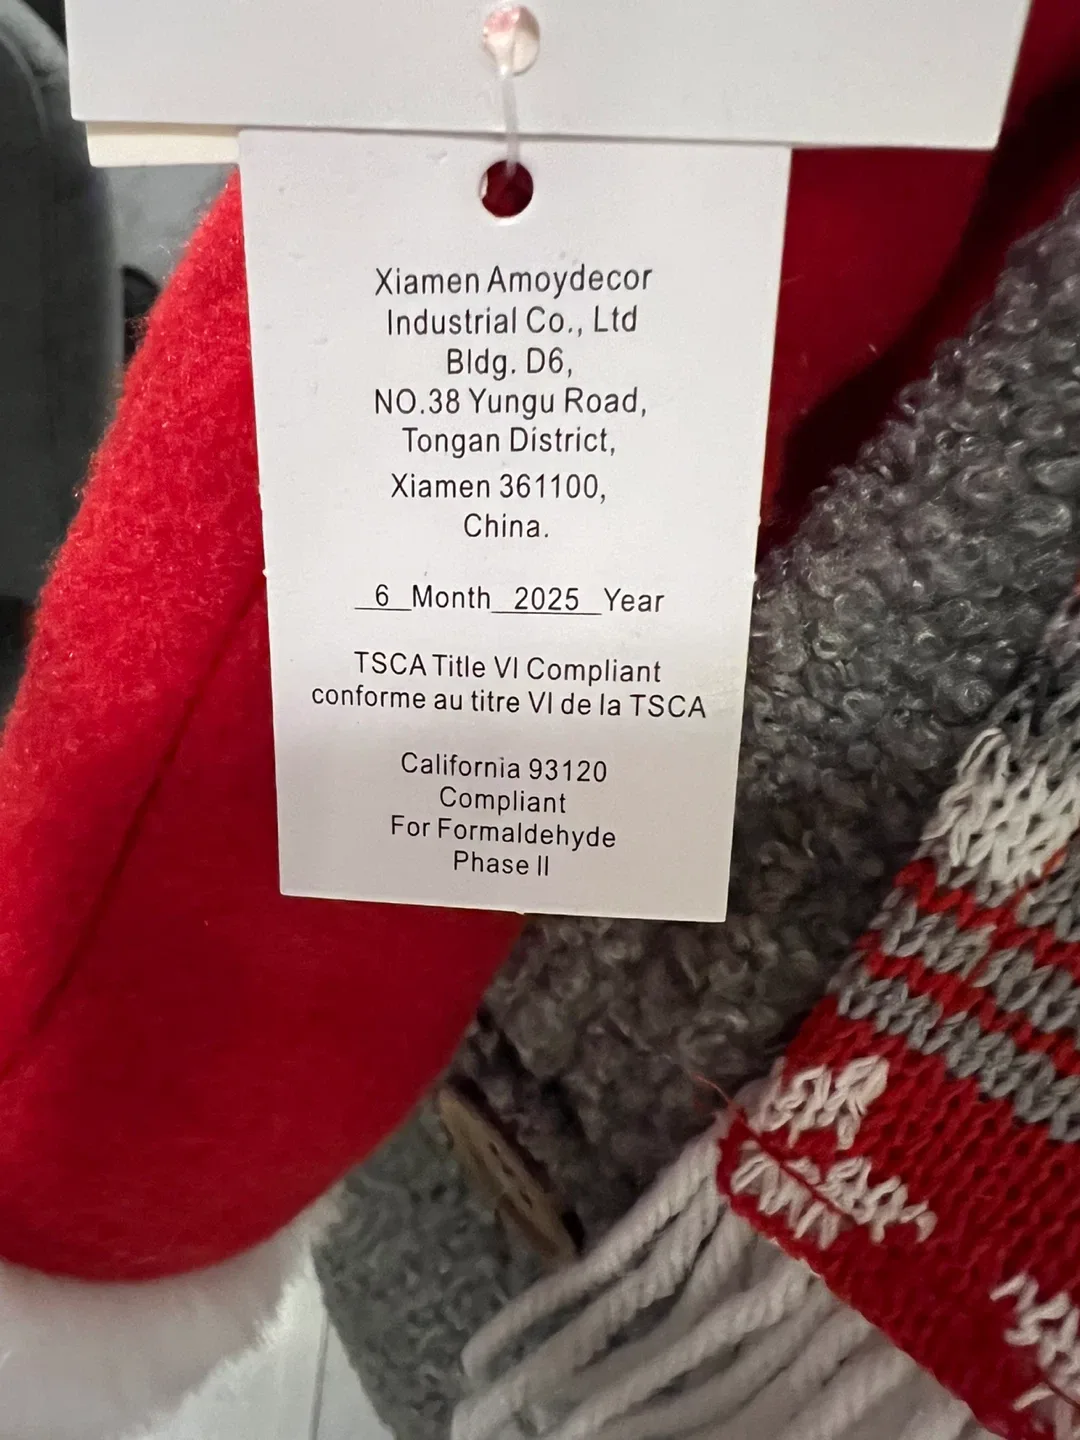 Xiamen Amoydecor
Industrial Co., Ltd
Bldg. D6,
NO.38 Yungu Road,
Tongan District,
Xiamen 361100,
China.
6 Month 2025 Year
TSCA Title VI Compliant
conforme au titre VI de la TSCA
California 93120
Compliant
For Formaldehyde
Phase II